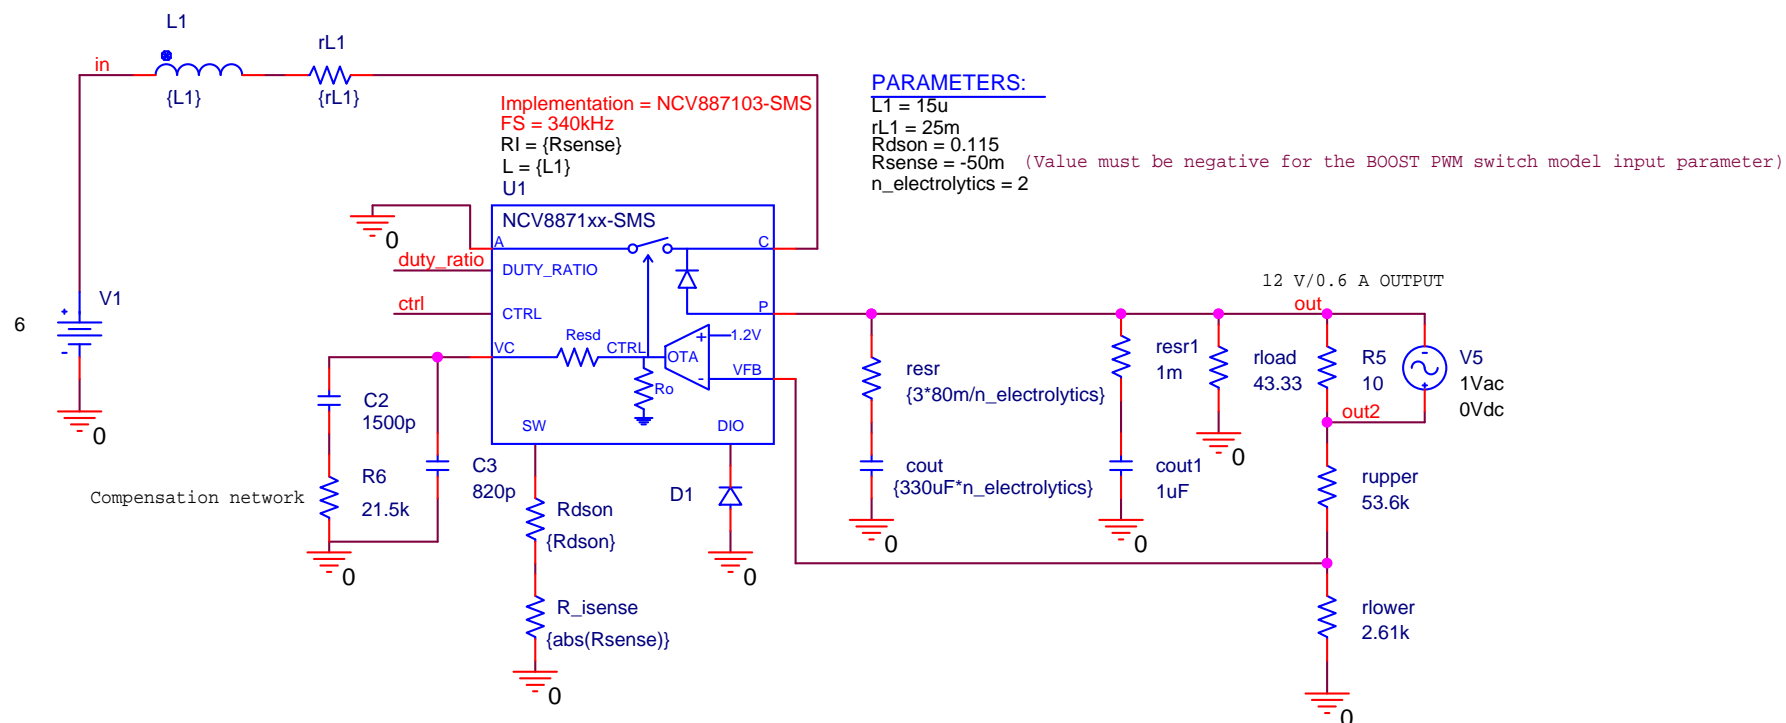 L1
rL1
in
{L1}
{rL1}
PARAMETERS:
L1 = 15u
rL1 = 25m
Rdson = 0.115
Rsense = -50m (Value must be negative for the BOOST PWM switch model input parameter)
n_electrolytics = 2
Implementation = NCV887103-SMS
FS = 340kHz
RI = {Rsense}
L = {L1}
U1
NCV8871xx-SMS
0
A
C
duty_ratio
DUTY_RATIO
12 V/0.6 A OUTPUT
V1
6
ctrl
CTRL
P
out
Resd
CTRL
OTA
1.2V
VC
VFB
Ro
SW
DIO
resr
{3*80m/n_electrolytics}
resr1
1m
rload
43.33
R5
10
V5
1Vac
0Vdc
out2
0
C2
1500p
0
C3
820p
R6
21.5k
Compensation network
cout
{330uF*n_electrolytics}
cout1
1uF
rupper
53.6k
D1
Rdson
{Rdson}
0
0
0
0
R_isense
{abs(Rsense)}
rlower
2.61k
0
0